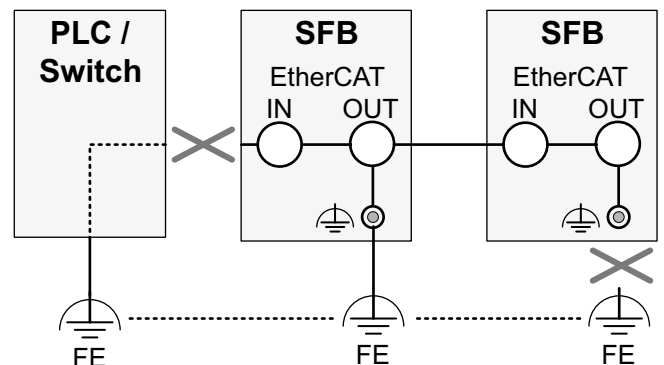 PLC /
Switch
SFB
EtherCAT
IN OUT
SFB
EtherCAT
IN OUT
FE
FE
FE